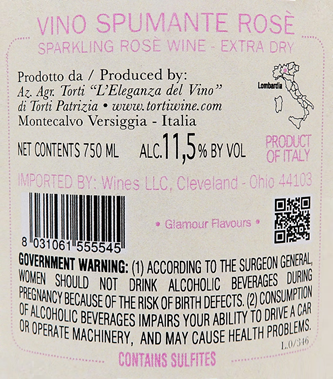 VINO SPUMANTE ROSÈ
SPARKLING ROSÈ WINE - EXTRA DRY
Prodotto da / Produced by:
Az. Agr. Torti "L'Eleganza del Vino"
di Torti Patrizia • www.tortiwine.com
Montecalvo Versiggia - Italia
Lombardia
NET CONTENTS 750 ML ALC.11,5% BY VOL
PRODUCT
OF ITALY
IMPORTED BY: Wines LLC, Cleveland - Ohio 44103
• Glamour Flavours •
8 031061 555545
GOVERNMENT WARNING: (1) ACCORDING TO THE SURGEON GENERAL,
WOMEN SHOULD NOT DRINK ALCOHOLIC BEVERAGES DURING
PREGNANCY BECAUSE OF THE RISK OF BIRTH DEFECTS. (2) CONSUMPTION
OF ALCOHOLIC BEVERAGES IMPAIRS YOUR ABILITY TO DRIVE A CAR
OR OPERATE MACHINERY, AND MAY CAUSE HEALTH PROBLEMS.
L.0/346
CONTAINS SULFITES